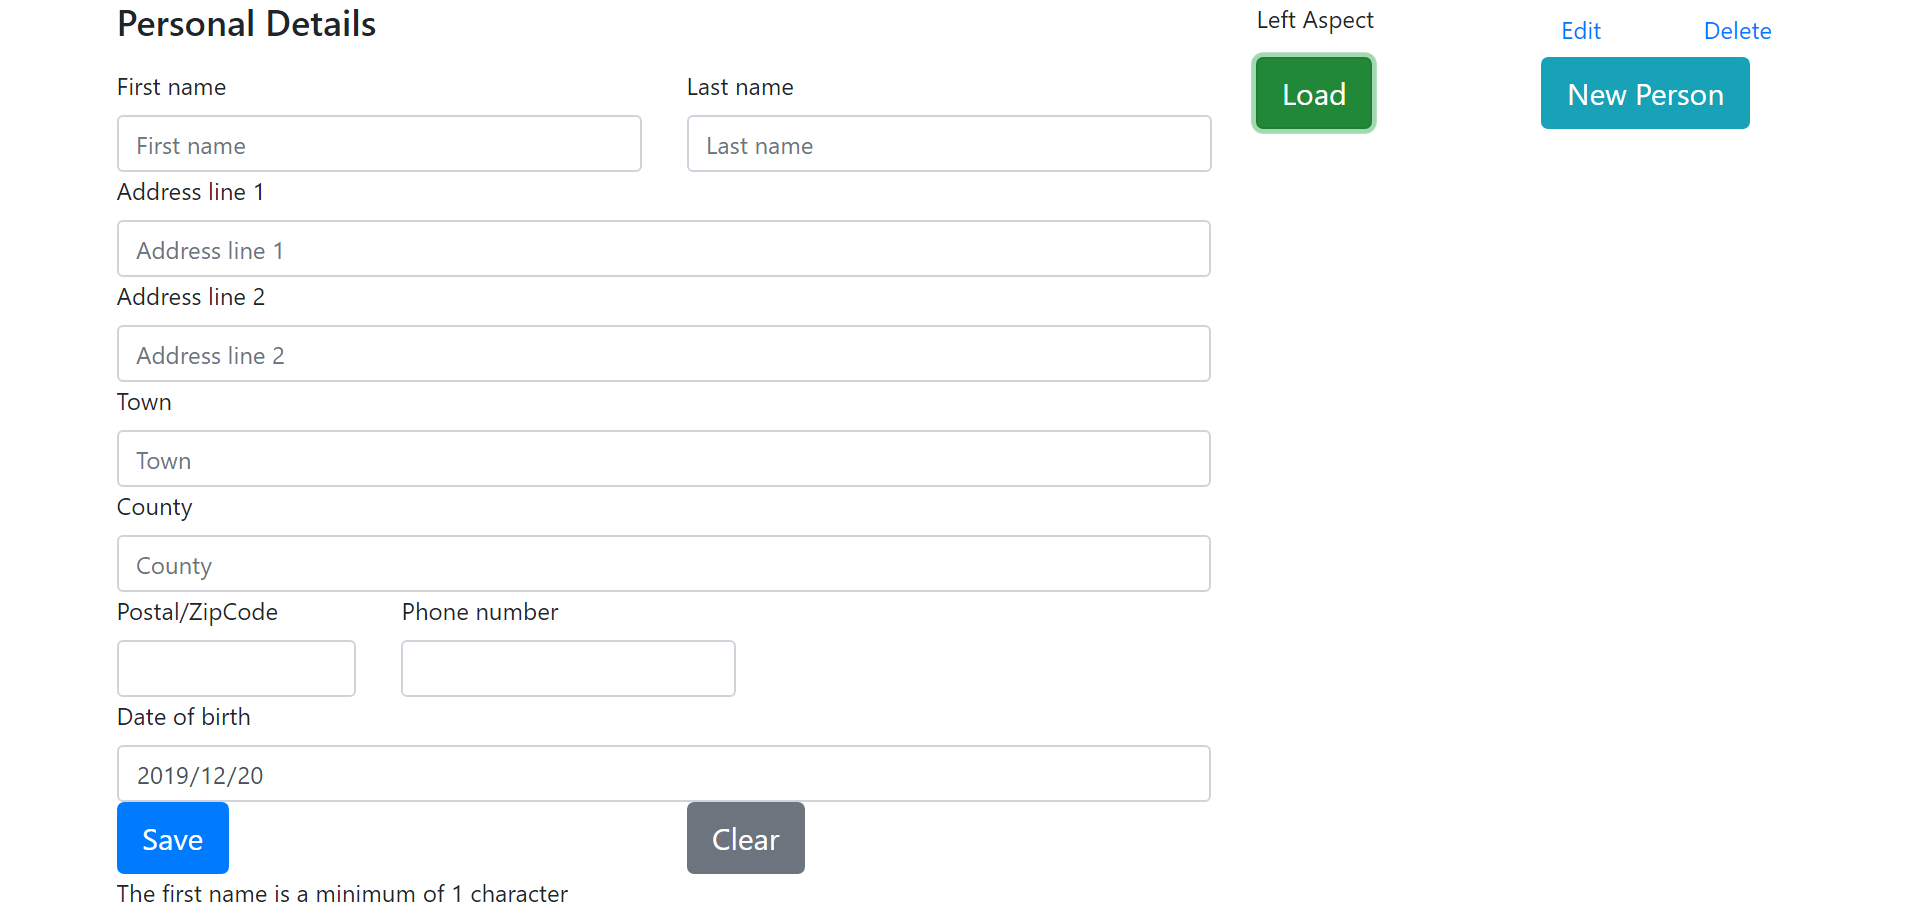 Personal Details
First name
Last name
First name
Last name
Address line 1
Address line 1
Address line 2
Address line 2
Town
Town
County
County
Postal/ZipCode
Phone number
Date of birth
2019/12/20
Save
Clear
The first name is a minimum of 1 character
Left Aspect
Edit
Delete
Load
New Person